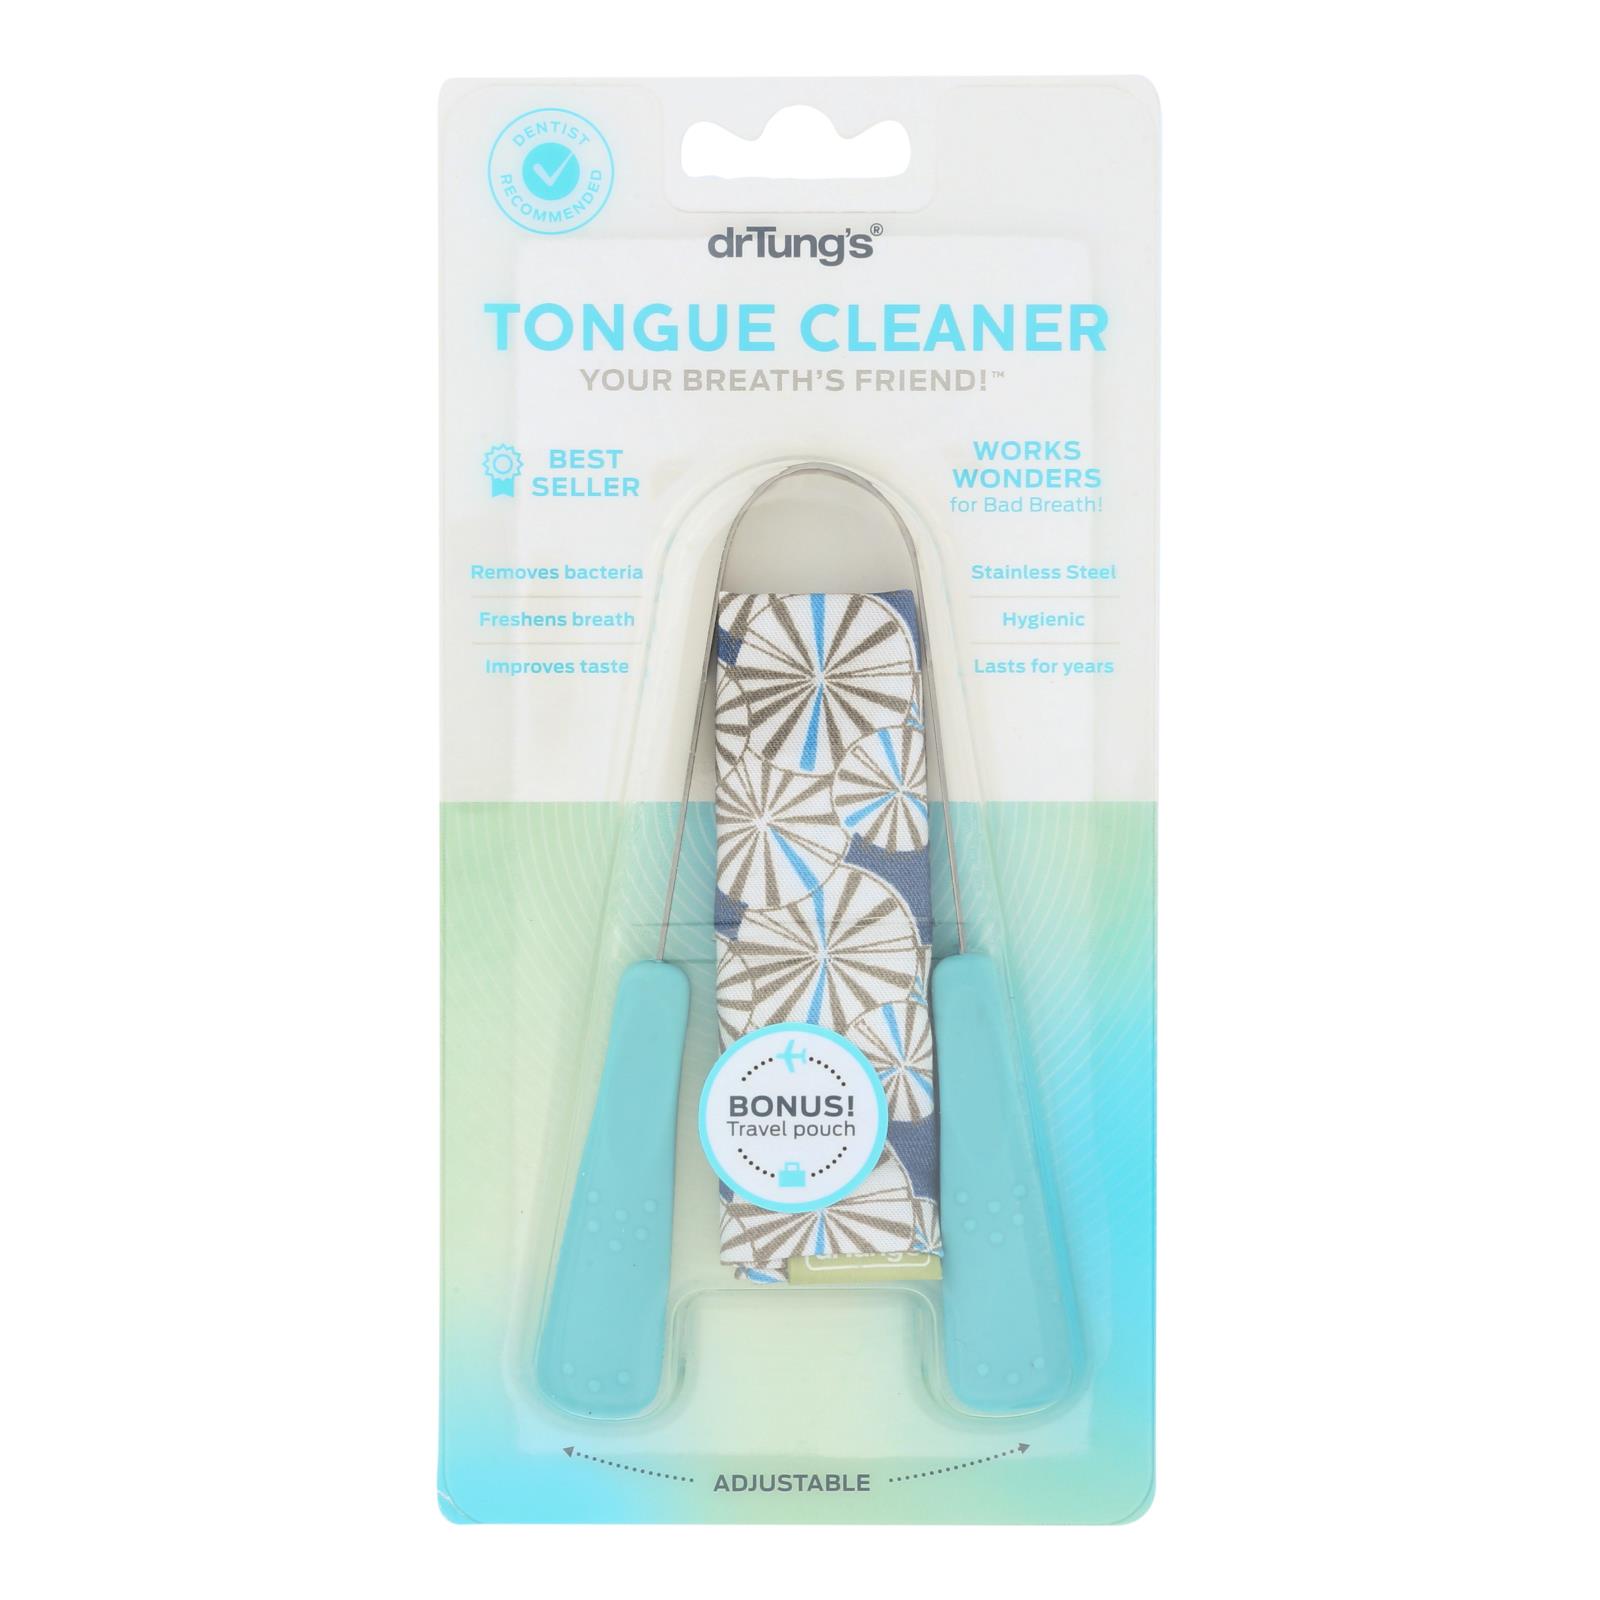 DENTIST
RECOMMENDED
drTung's®
TONGUE CLEANER
YOUR BREATH'S FRIEND!™
BEST
SELLER
WORKS
WONDERS
for Bad Breath!
Removes bacteria
Freshens breath
Improves taste
Stainless Steel
Hygienic
Lasts for years
BONUS!
Travel pouch
drTung's
ADJUSTABLE